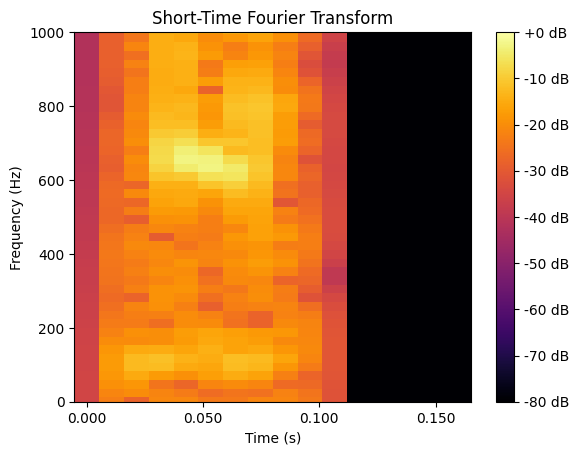 Short-Time Fourier Transform
1000
800
600
400
200
0
Frequency (Hz)
0.000
0.050
0.100
0.150
Time (s)
+0 dB
-10 dB
-20 dB
-30 dB
-40 dB
-50 dB
-60 dB
-70 dB
-80 dB